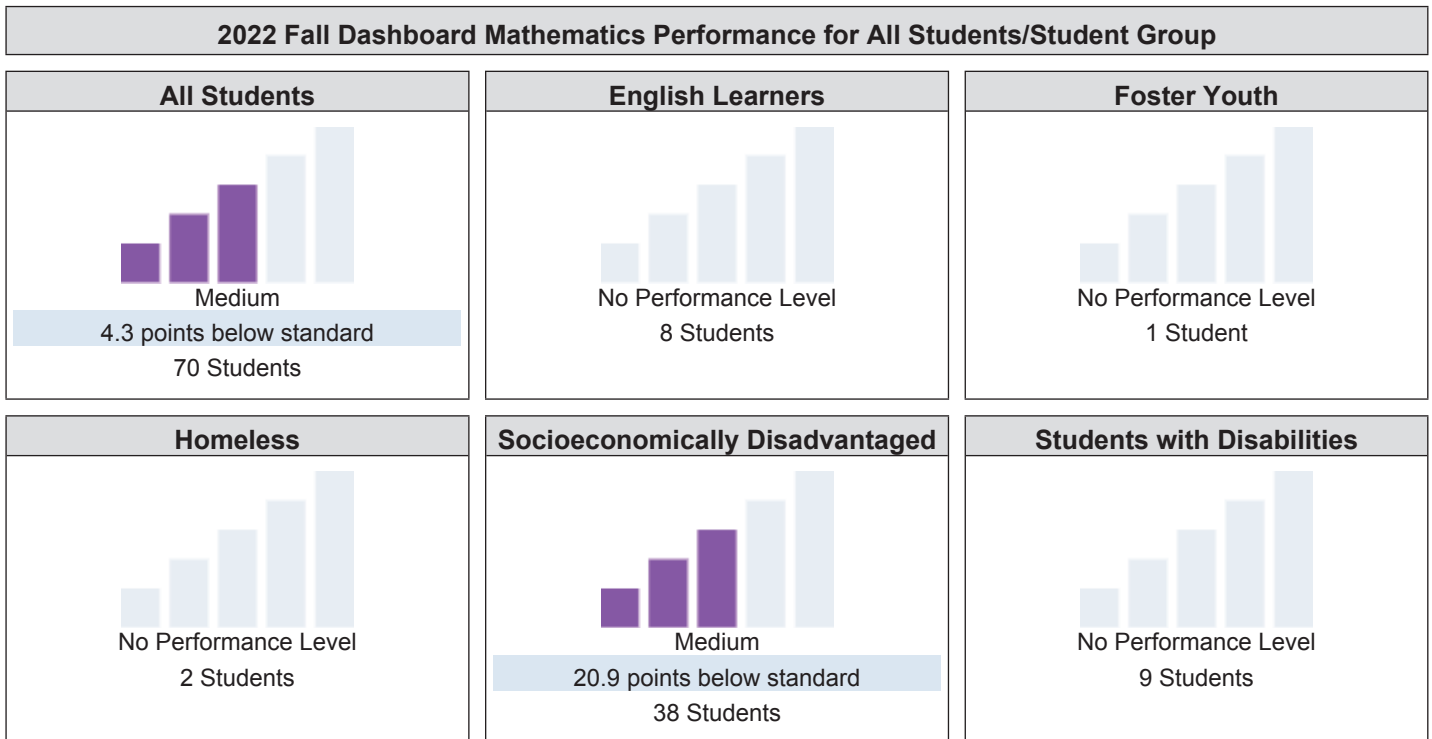 2022 Fall Dashboard Mathematics Performance for All Students/Student Group
All Students
Medium
4.3 points below standard
70 Students
English Learners
No Performance Level
8 Students
Foster Youth
No Performance Level
1 Student
Homeless
No Performance Level
2 Students
Socioeconomically Disadvantaged
Medium
20.9 points below standard
38 Students
Students with Disabilities
No Performance Level
9 Students